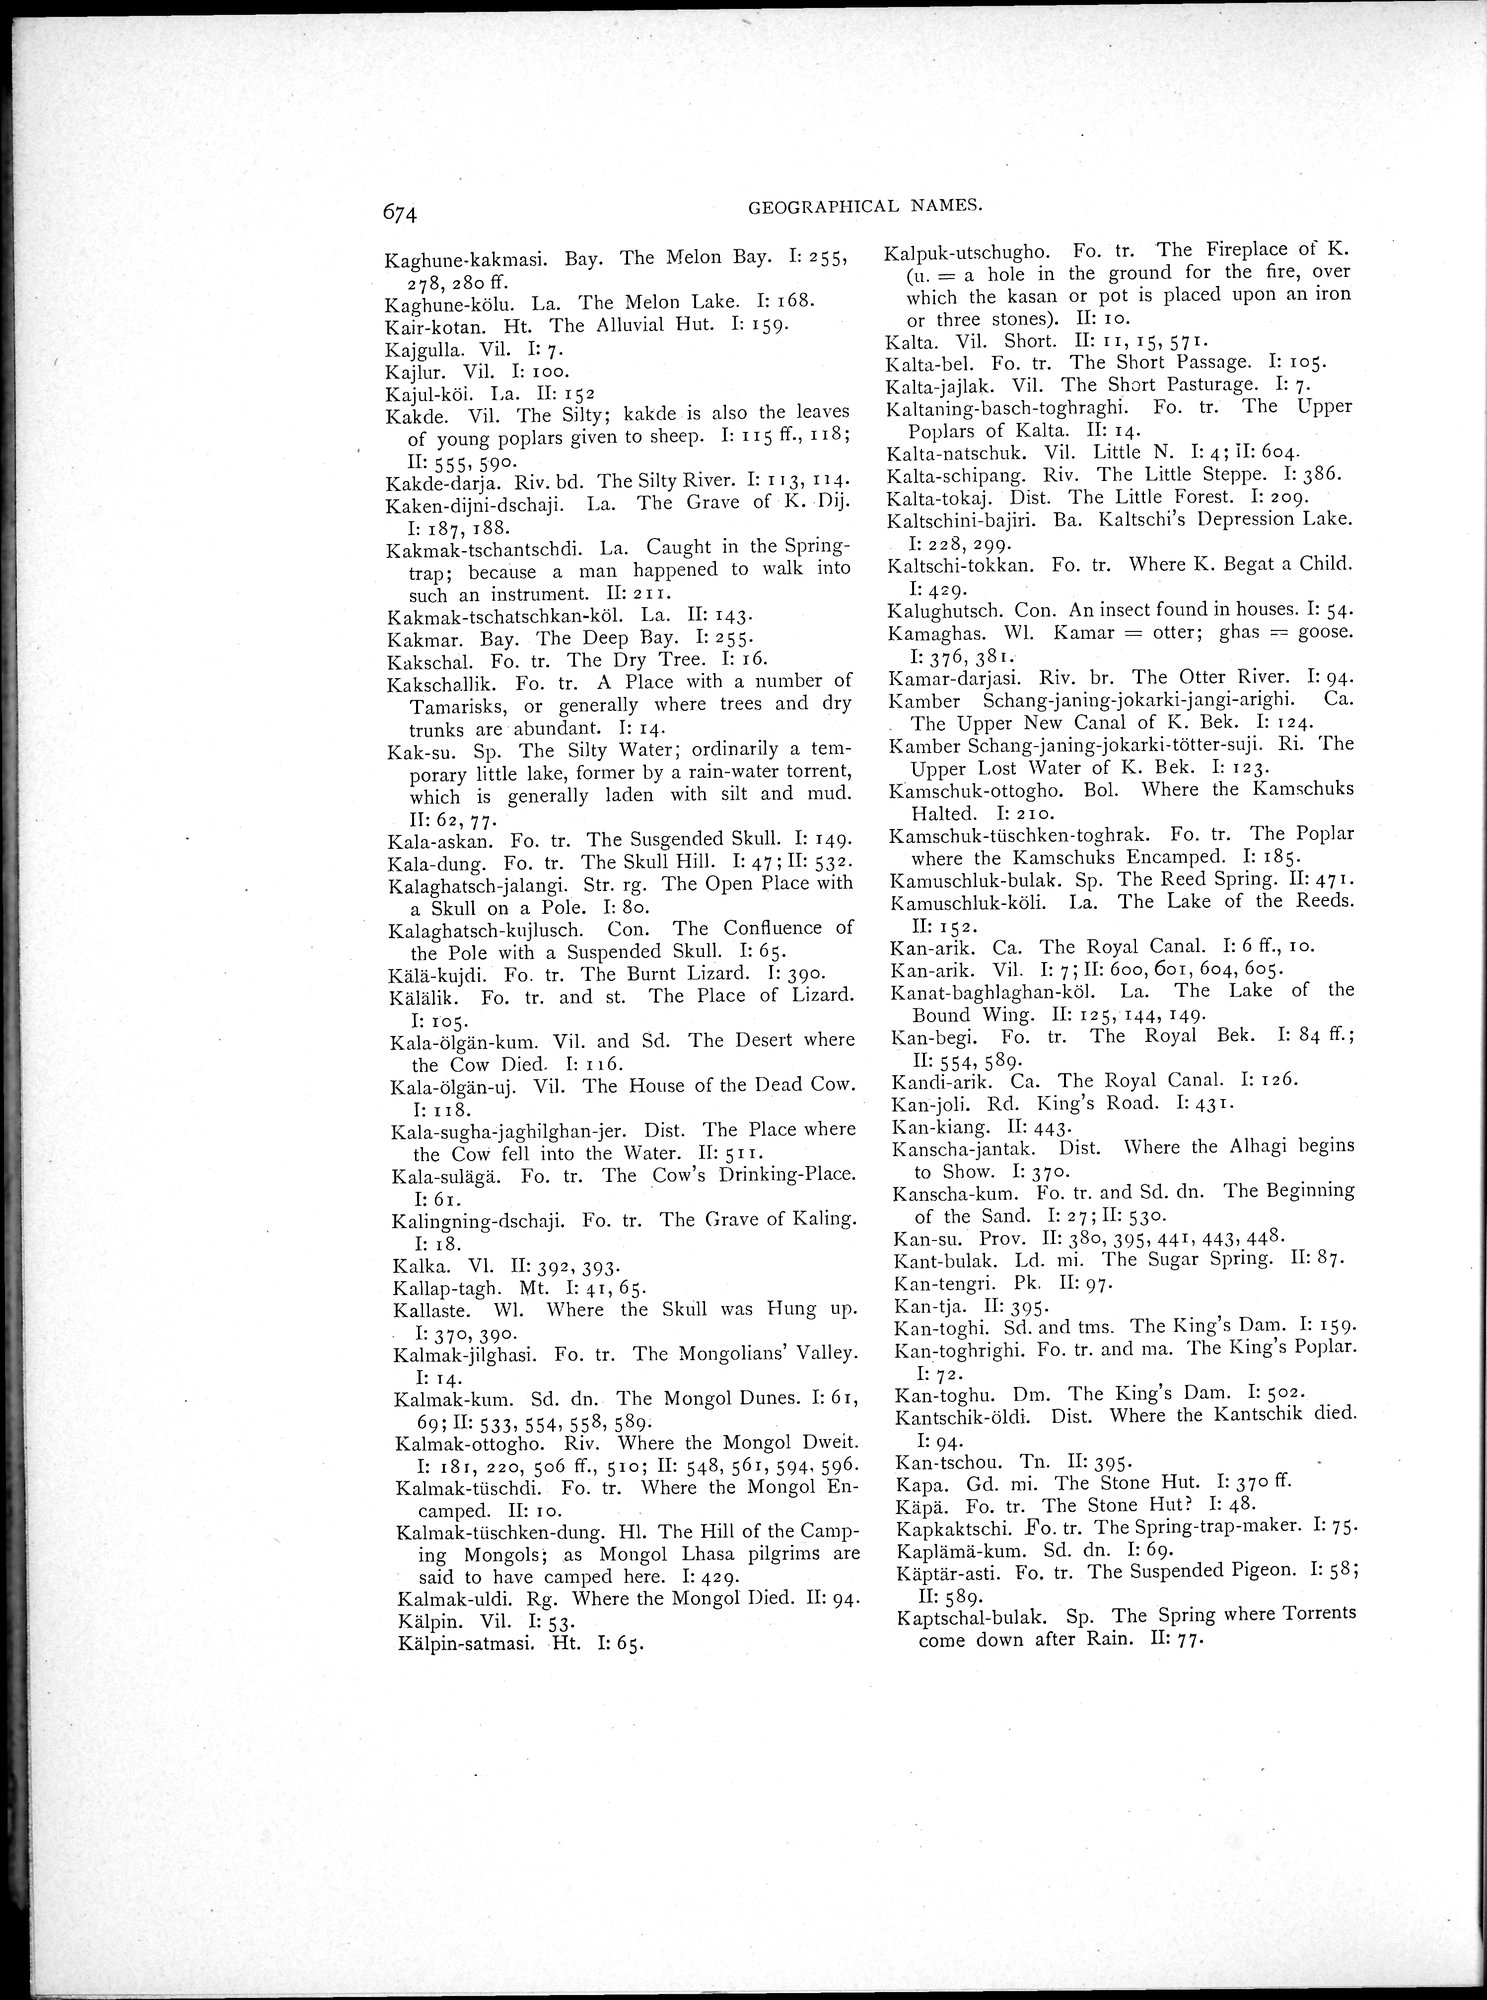 674
GEOGRAPHICAL NAMES.
Kaghune-kakmasi. Bay. The Melon Bay. I: 255,
278, 280 ff.
Kaghune-kölu. La. The Melon Lake. I: 168.
Kair-kotan. Ht. The Alluvial Hut. I: 159.
Kajgulla. Vil. I: 7.
Kajlur. Vil. I: 100.
Kajul-köi. La. II: 152
Kakde. Vil. The Silty; kakde is also the leaves
of young poplars given to sheep. I: 115 ff., 118;
II: 555, 590.
Kakde-darja. Riv. bd. The Silty River. I: 113, 114.
Kaken-dijni-dschaji. La. The Grave of K. Dij.
I: 187, 188.
Kakmak-tschantschdi. La. Caught in the Spring-
trap; because a man happened to walk into
such an instrument. II: 211.
Kakmak-tschatschkan-köl. La. II: 143.
Kakmar. Bay. The Deep Bay. I: 255.
Kakschal. Fo. tr. The Dry Tree. I: 16.
Kakschallik. Fo. tr. A Place with a number of
Tamarisks, or generally where trees and dry
trunks are abundant. I: 14.
Kak-su. Sp. The Silty Water; ordinarily a tem-
porary little lake, former by a rain-water torrent,
which is generally laden with silt and mud.
II: 62, 77.
Kala-askan. Fo. tr. The Susgended Skull. I: 149.
Kala-dung. Fo. tr. The Skull Hill. I: 47; II: 532.
Kalaghatsch-jalangi. Str. rg. The Open Place with
a Skull on a Pole. I: 80.
Kalaghatsch-kujlusch. Con. The Confluence of
the Pole with a Suspended Skull. I: 65.
Kälä-kujdi. Fo. tr. The Burnt Lizard. I: 390.
Kälälik. Fo. tr. and st. The Place of Lizard.
I: 105.
Kala-ölgän-kum. Vil. and Sd. The Desert where
the Cow Died. I: 116.
Kala-ölgän-uj. Vil. The House of the Dead Cow.
I: 118.
Kala-sugha-jaghilghan-jer. Dist. The Place where
the Cow fell into the Water. II: 511.
Kala-sulägä. Fo. tr. The Cow's Drinking-Place.
I: 61.
Kalingning-dschaji. Fo. tr. The Grave of Kaling.
I: 18.
Kalka. Vl. II: 392, 393.
Kallap-tagh. Mt. I: 41, 65.
Kallaste. Wl. Where the Skull was Hung up.
I: 370, 390.
Kalmak-jilghasi. Fo. tr. The Mongolians' Valley.
I: 14.
Kalmak-kum. Sd. dn. The Mongol Dunes. I: 61,
69; II: 533, 554, 558, 589.
Kalmak-ottogho. Riv. Where the Mongol Dweit.
I: 181, 220, 506 ff., 510; II: 548, 561, 594, 596.
Kalmak-tüschdi. Fo. tr. Where the Mongol En-
camped. II: 10.
Kalmak-tüschken-dung. Hl. The Hill of the Camp-
ing Mongols; as Mongol Lhasa pilgrims are
said to have camped here. I: 429.
Kalmak-uldi. Rg. Where the Mongol Died. II: 94.
Kälpin. Vil. I: 53.
Kälpin-satmasi. Ht. I: 65.
Kalpuk-utschugho. Fo. tr. The Fireplace of K.
(u. = a hole in the ground for the fire, over
which the kasan or pot is placed upon an iron
or three stones). II: 10.
Kalta. Vil. Short. II: 11, 15, 571.
Kalta-bel. Fo. tr. The Short Passage. I: 105.
Kalta-jajlak. Vil. The Short Pasturage. I: 7.
Kaltaning-basch-toghraghi. Fo. tr. The Upper
Poplars of Kalta. II: 14.
Kalta-natschuk. Vil. Little N. I: 4; II: 604.
Kalta-schipang. Riv. The Little Steppe. I: 386.
Kalta-tokaj. Dist. The Little Forest. I: 209.
Kaltschini-bajiri. Ba. Kaltschi's Depression Lake.
I: 228, 299.
Kaltschi-tokkan. Fo. tr. Where K. Begat a Child.
I: 429.
Kalughutsch. Con. An insect found in houses. I: 54.
Kamaghas. Wl. Kamar = otter; ghas = goose.
I: 376, 381.
Kamar-darjasi. Riv. br. The Otter River. I: 94.
Kamber Schang-janing-jokarki-jangi-arighi. Ca.
The Upper New Canal of K. Bek. I: 124.
Kamber Schang-janing-jokarki-tötter-suji. Ri. The
Upper Lost Water of K. Bek. I: 123.
Kamschuk-ottogho. Bol. Where the Kamschuks
Halted. I: 210.
Kamschuk-tüschken-toghrak. Fo. tr. The Poplar
where the Kamschuks Encamped. I: 185.
Kamuschluk-bulak. Sp. The Reed Spring. II: 471.
Kamuschluk-köli. La. The Lake of the Reeds.
II: 152.
Kan-arik. Ca. The Royal Canal. I: 6 ff., 10.
Kan-arik. Vil. I: 7; II: 600, 601, 604, 605.
Kanat-baghlaghan-köl. La. The Lake of the
Bound Wing. II: 125, 144, 149.
Kan-begi. Fo. tr. The Royal Bek. I: 84 ff.;
II: 554, 589.
Kandi-arik. Ca. The Royal Canal. I: 126.
Kan-joli. Rd. King's Road. I: 431.
Kan-kiang. II: 443.
Kanscha-jantak. Dist. Where the Alhagi begins
to Show. I: 370.
Kanscha-kum. Fo. tr. and Sd. dn. The Beginning
of the Sand. I: 27; II: 530.
Kan-su. Prov. II: 380, 395, 441, 443, 448.
Kant-bulak. Ld. mi. The Sugar Spring. II: 87.
Kan-tengri. Pk. II: 97.
Kan-tja. II: 395.
Kan-toghi. Sd. and tms. The King's Dam. I: 159.
Kan-toghrighi. Fo. tr. and ma. The King's Poplar.
I: 72.
Kan-toghu. Dm. The King's Dam. I: 502.
Kantschik-öldi. Dist. Where the Kantschik died.
I: 94.
Kan-tschou. Tn. II: 395.
Kapa. Gd. mi. The Stone Hut. I: 370 ff.
Käpä. Fo. tr. The Stone Hut? I: 48.
Kapkaktschi. Fo. tr. The Spring-trap-maker. I: 75.
Kaplämä-kum. Sd. dn. I: 69.
Käptär-asti. Fo. tr. The Suspended Pigeon. I: 58;
II: 589.
Kaptschal-bulak. Sp. The Spring where Torrents
come down after Rain. II: 77.